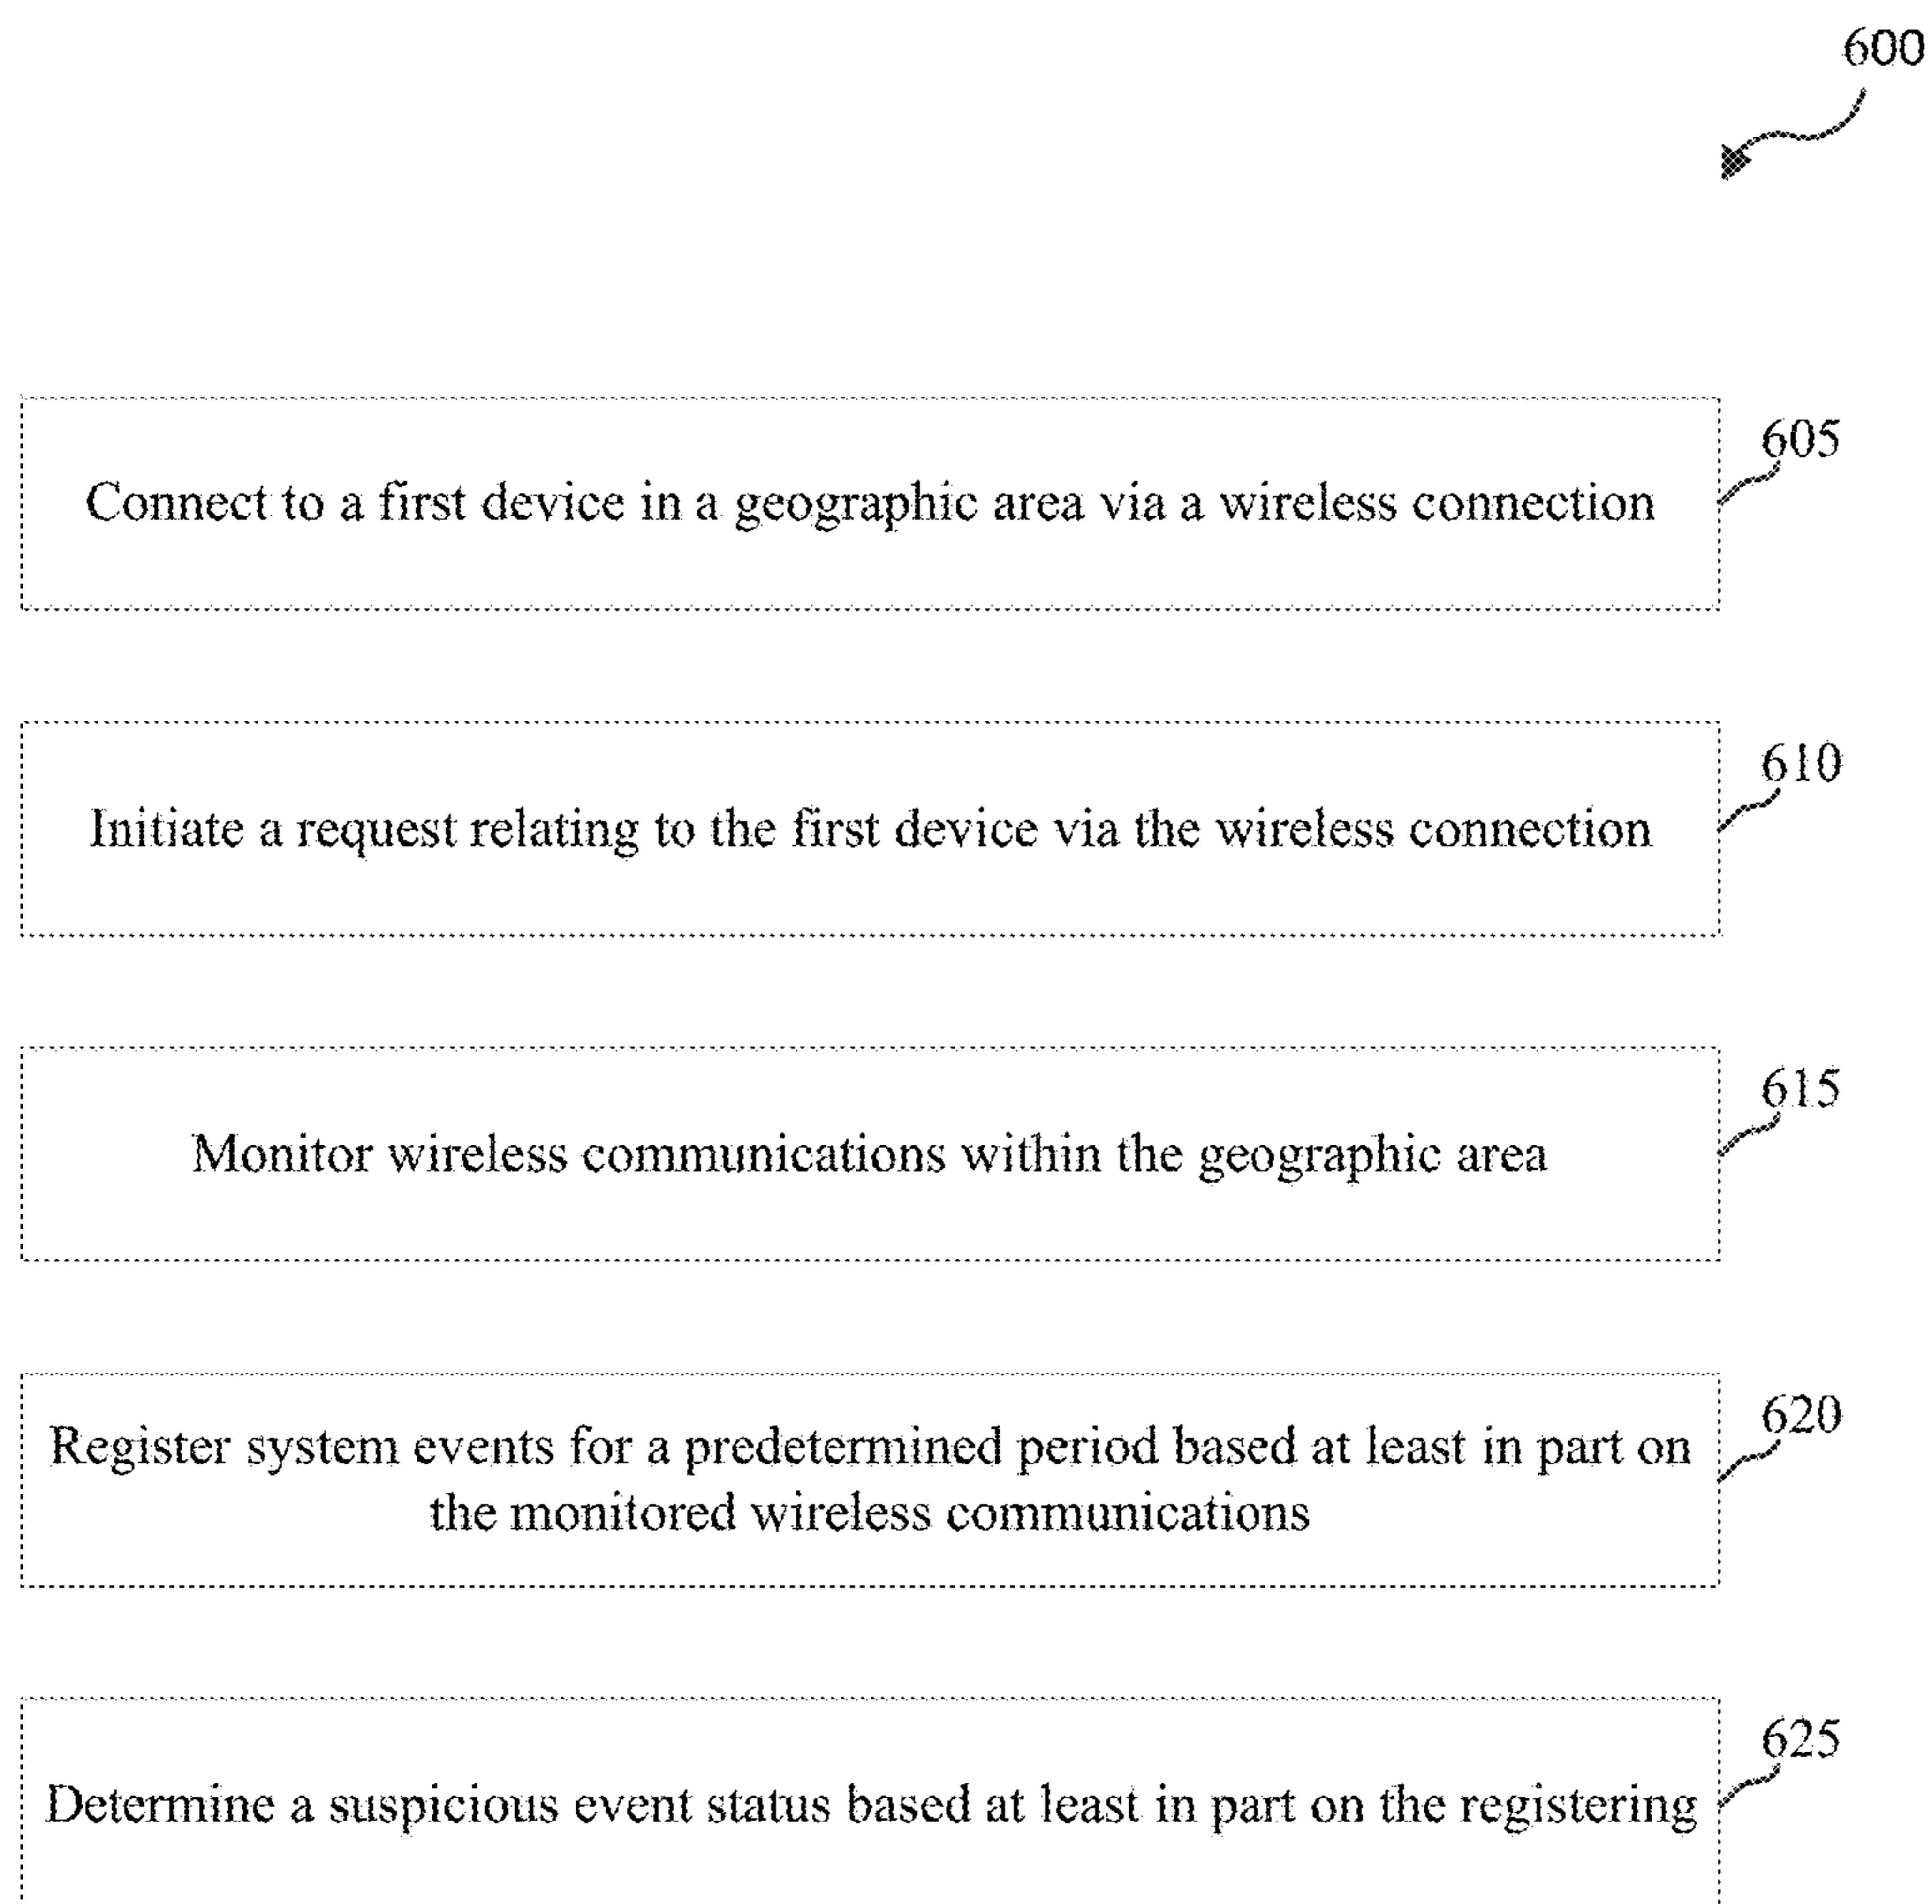 600
605
Connect to a first device in a geographic area via a wireless connection
610
Initiate a request relating to the first device via the wireless connection
615
Monitor wireless communications within the geographic area
620
Register system events for a predetermined period based at least in part on
the monitored wireless communications
625
Determine a suspicious event status based at least in part on the registering